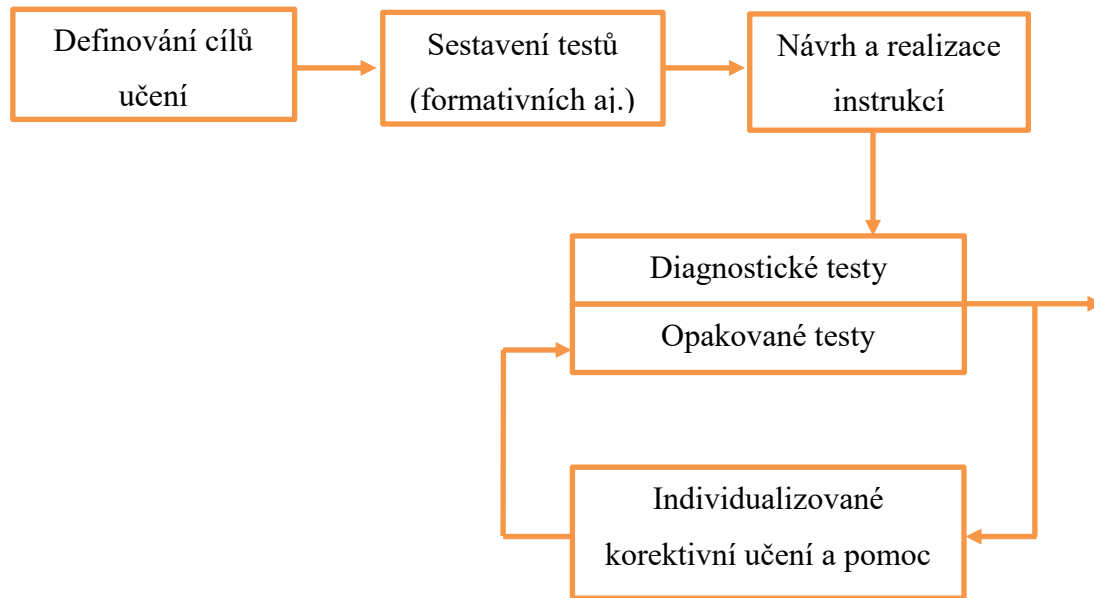 Definování cílů
učení
Sestavení testů
(formativních aj.)
Návrh a realizace
instrukcí
Diagnostické testy
Opakované testy
Individualizované
korektivní učení a pomoc